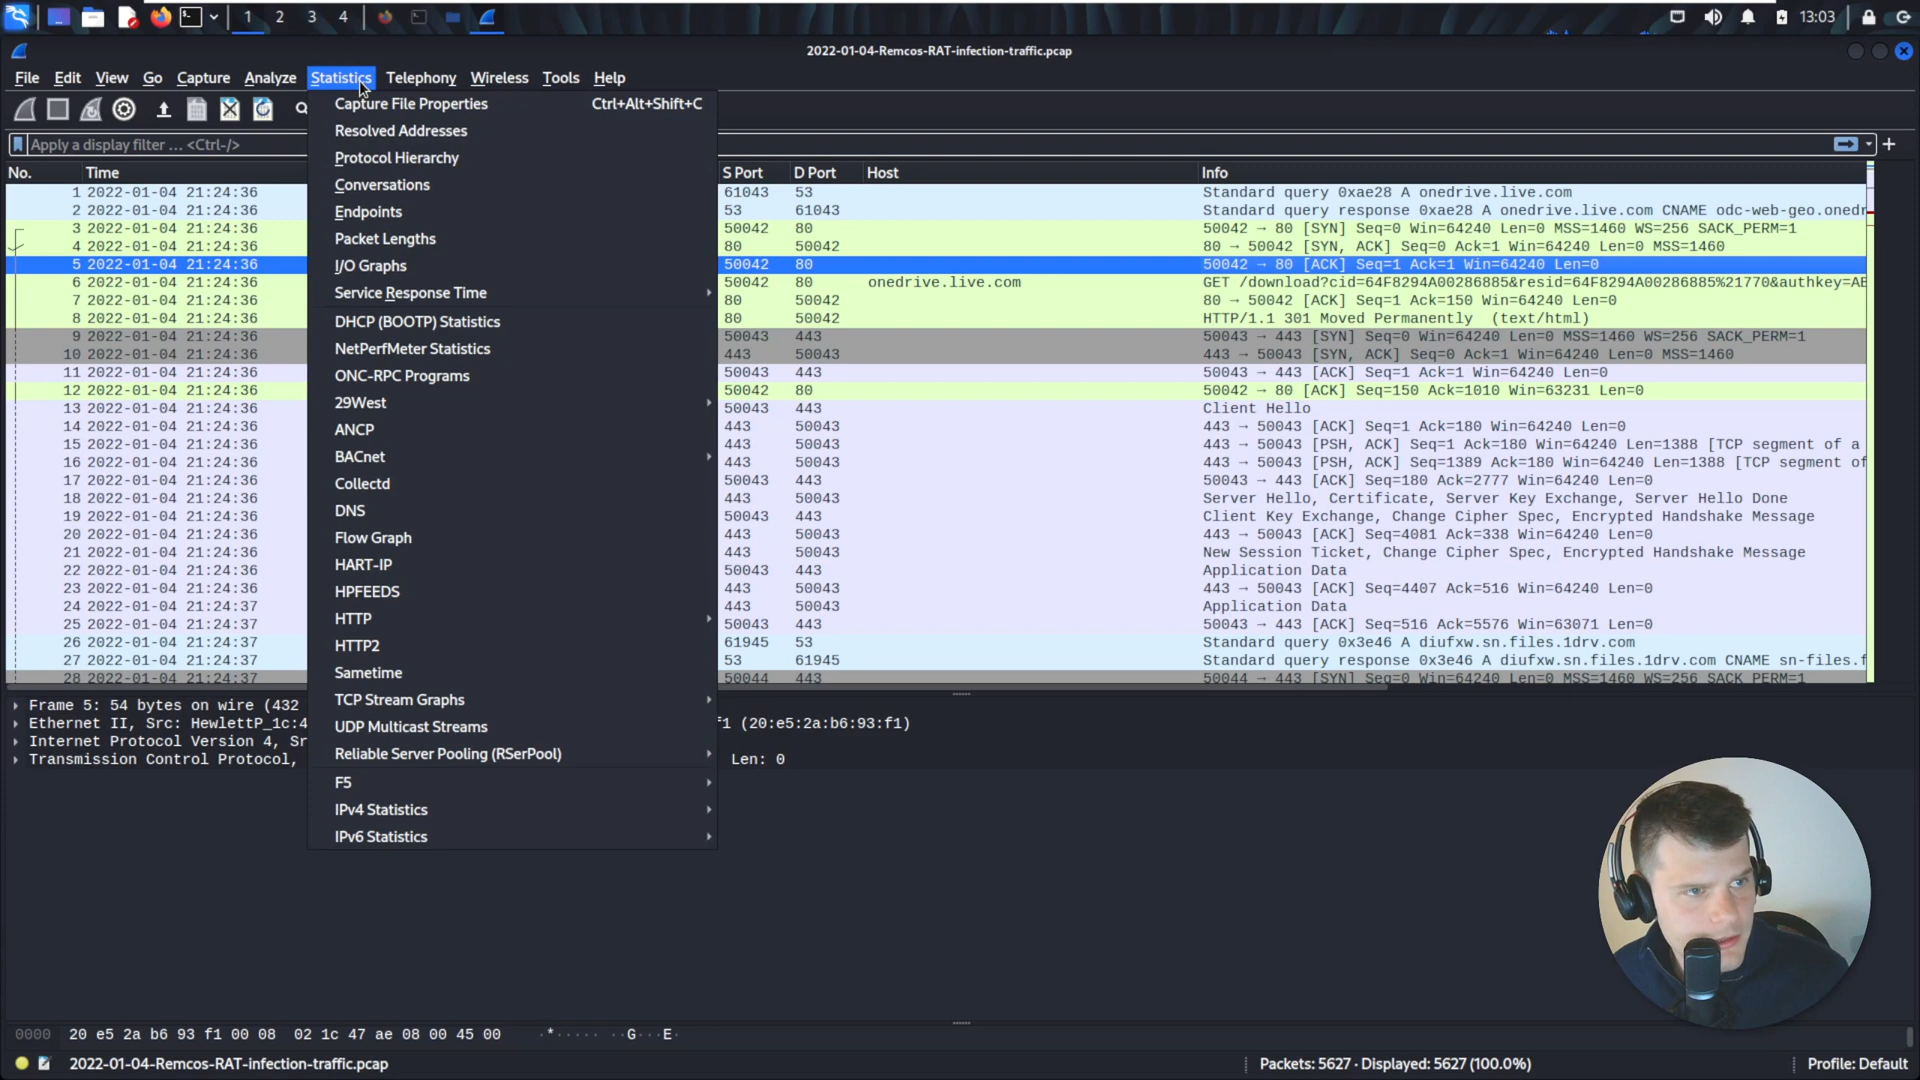 1 2 3 4 13:03
2022-01-04-Remcos-RAT-infection-traffic.pcap
File Edit View Go Capture Analyze Statistics Telephony Wireless Tools Help
Apply a display filter ... <Ctrl-/>
Capture File Properties Ctrl+Alt+Shift+C
Resolved Addresses
Protocol Hierarchy
Conversations
Endpoints
Packet Lengths
I/O Graphs
Service Response Time
DHCP (BOOTP) Statistics
NetPerfMeter Statistics
ONC-RPC Programs
29West
ANCP
BACnet
Collectd
DNS
Flow Graph
HART-IP
HPFEEDS
HTTP
HTTP2
Sametime
TCP Stream Graphs
UDP Multicast Streams
Reliable Server Pooling (RSerPool)
F5
IPv4 Statistics
IPv6 Statistics
No. Time S Port D Port Host Info
1 2022-01-04 21:24:36 61043 53 Standard query 0xae28 A onedrive.live.com
2 2022-01-04 21:24:36 53 61043 Standard query response 0xae28 A onedrive.live.com CNAME odc-web-geo.onedr
3 2022-01-04 21:24:36 50042 80 50042 → 80 [SYN] Seq=0 Win=64240 Len=0 MSS=1460 WS=256 SACK_PERM=1
4 2022-01-04 21:24:36 80 50042 80 → 50042 [SYN, ACK] Seq=0 Ack=1 Win=64240 Len=0 MSS=1460
5 2022-01-04 21:24:36 50042 80 50042 → 80 [ACK] Seq=1 Ack=1 Win=64240 Len=0
6 2022-01-04 21:24:36 50042 80 onedrive.live.com GET /download?cid=64F8294A00286885&resid=64F8294A00286885%21770&authkey=AE
7 2022-01-04 21:24:36 80 50042 80 → 50042 [ACK] Seq=1 Ack=150 Win=64240 Len=0
8 2022-01-04 21:24:36 80 50042 HTTP/1.1 301 Moved Permanently (text/html)
9 2022-01-04 21:24:36 50043 443 50043 → 443 [SYN] Seq=0 Win=64240 Len=0 MSS=1460 WS=256 SACK_PERM=1
10 2022-01-04 21:24:36 443 50043 443 → 50043 [SYN, ACK] Seq=0 Ack=1 Win=64240 Len=0 MSS=1460
11 2022-01-04 21:24:36 50043 443 50043 → 443 [ACK] Seq=1 Ack=1 Win=64240 Len=0
12 2022-01-04 21:24:36 50042 80 50042 → 80 [ACK] Seq=150 Ack=1010 Win=63231 Len=0
13 2022-01-04 21:24:36 50043 443 Client Hello
14 2022-01-04 21:24:36 443 50043 443 → 50043 [ACK] Seq=1 Ack=180 Win=64240 Len=0
15 2022-01-04 21:24:36 443 50043 443 → 50043 [PSH, ACK] Seq=1 Ack=180 Win=64240 Len=1388 [TCP segment of a
16 2022-01-04 21:24:36 443 50043 443 → 50043 [PSH, ACK] Seq=1389 Ack=180 Win=64240 Len=1388 [TCP segment of
17 2022-01-04 21:24:36 50043 443 50043 → 443 [ACK] Seq=180 Ack=2777 Win=64240 Len=0
18 2022-01-04 21:24:36 443 50043 Server Hello, Certificate, Server Key Exchange, Server Hello Done
19 2022-01-04 21:24:36 50043 443 Client Key Exchange, Change Cipher Spec, Encrypted Handshake Message
20 2022-01-04 21:24:36 443 50043 443 → 50043 [ACK] Seq=4081 Ack=338 Win=64240 Len=0
21 2022-01-04 21:24:36 443 50043 New Session Ticket, Change Cipher Spec, Encrypted Handshake Message
22 2022-01-04 21:24:36 50043 443 Application Data
23 2022-01-04 21:24:36 443 50043 443 → 50043 [ACK] Seq=4407 Ack=516 Win=64240 Len=0
24 2022-01-04 21:24:37 443 50043 Application Data
25 2022-01-04 21:24:37 50043 443 50043 → 443 [ACK] Seq=516 Ack=5576 Win=63071 Len=0
26 2022-01-04 21:24:37 61945 53 Standard query 0x3e46 A diufxw.sn.files.1drv.com
27 2022-01-04 21:24:37 53 61945 Standard query response 0x3e46 A diufxw.sn.files.1drv.com CNAME sn-files.f
28 2022-01-04 21:24:37 50044 443 50044 → 443 [SYN] Seq=0 Win=64240 Len=0 MSS=1460 WS=256 SACK_PERM=1
Frame 5: 54 bytes on wire (432
Ethernet II, Src: HewlettP_1c:4 f1 (20:e5:2a:b6:93:f1)
Internet Protocol Version 4, Sr
Transmission Control Protocol, Len: 0
0000 20 e5 2a b6 93 f1 00 08 02 1c 47 ae 08 00 45 00 ·*····· ··G···E·
2022-01-04-Remcos-RAT-infection-traffic.pcap Packets: 5627 · Displayed: 5627 (100.0%) Profile: Default